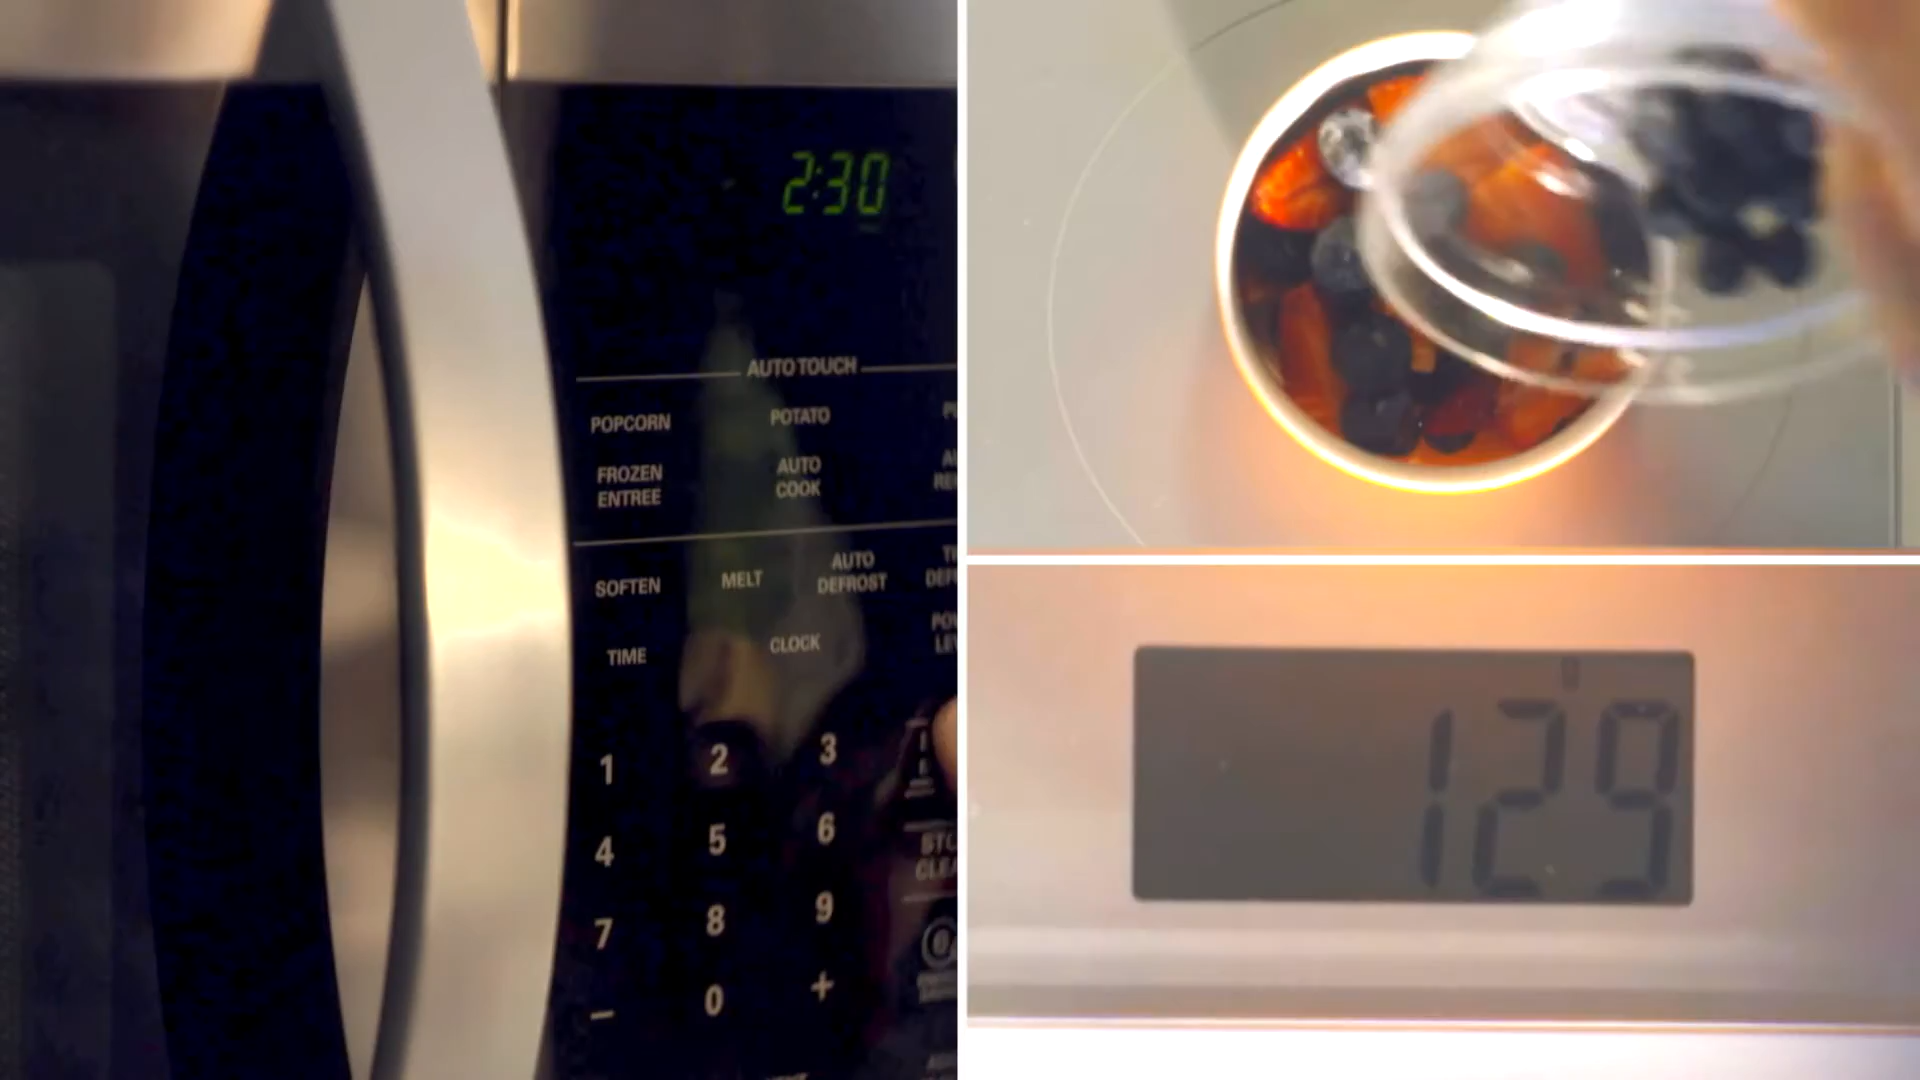 2:30
AUTO TOUCH
POPCORN POTATO
FROZEN ENTREE
AUTO COOK
SOFTEN MELT AUTO DEFROST
TIME CLOCK
1 2 3
4 5 6
7 8 9
0 +
129